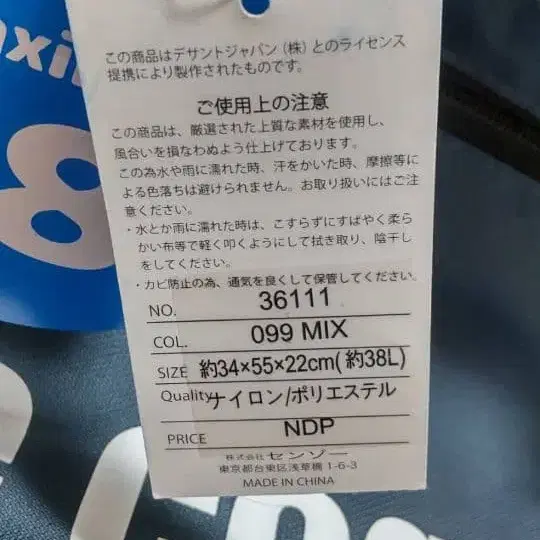 この商品はデサントジャパン(株)とのライセンス
提携により製作されたものです。
ご使用上の注意
この商品は、厳選された上質な素材を使用し、
風合いを損なわぬよう仕上げております。
この為水や雨に濡れた時、汗をかいた時、摩擦等に
よる色落ちは避けられません。お取り扱いにはご注
意ください。
・水とか雨に濡れた時は、こすらずにすばやく柔ら
かい布等で軽く叩くようにして拭き取り、陰干し
をしてください。
・カビ防止の為、通気を良くして保管してください。
NO. 36111
COL. 099 MIX
SIZE 約34×55×22cm(約38L)
Quality ナイロン/ポリエステル
PRICE NDP
株式会社センゾー
東京都台東区浅草橋 1-6-3
MADE IN CHINA